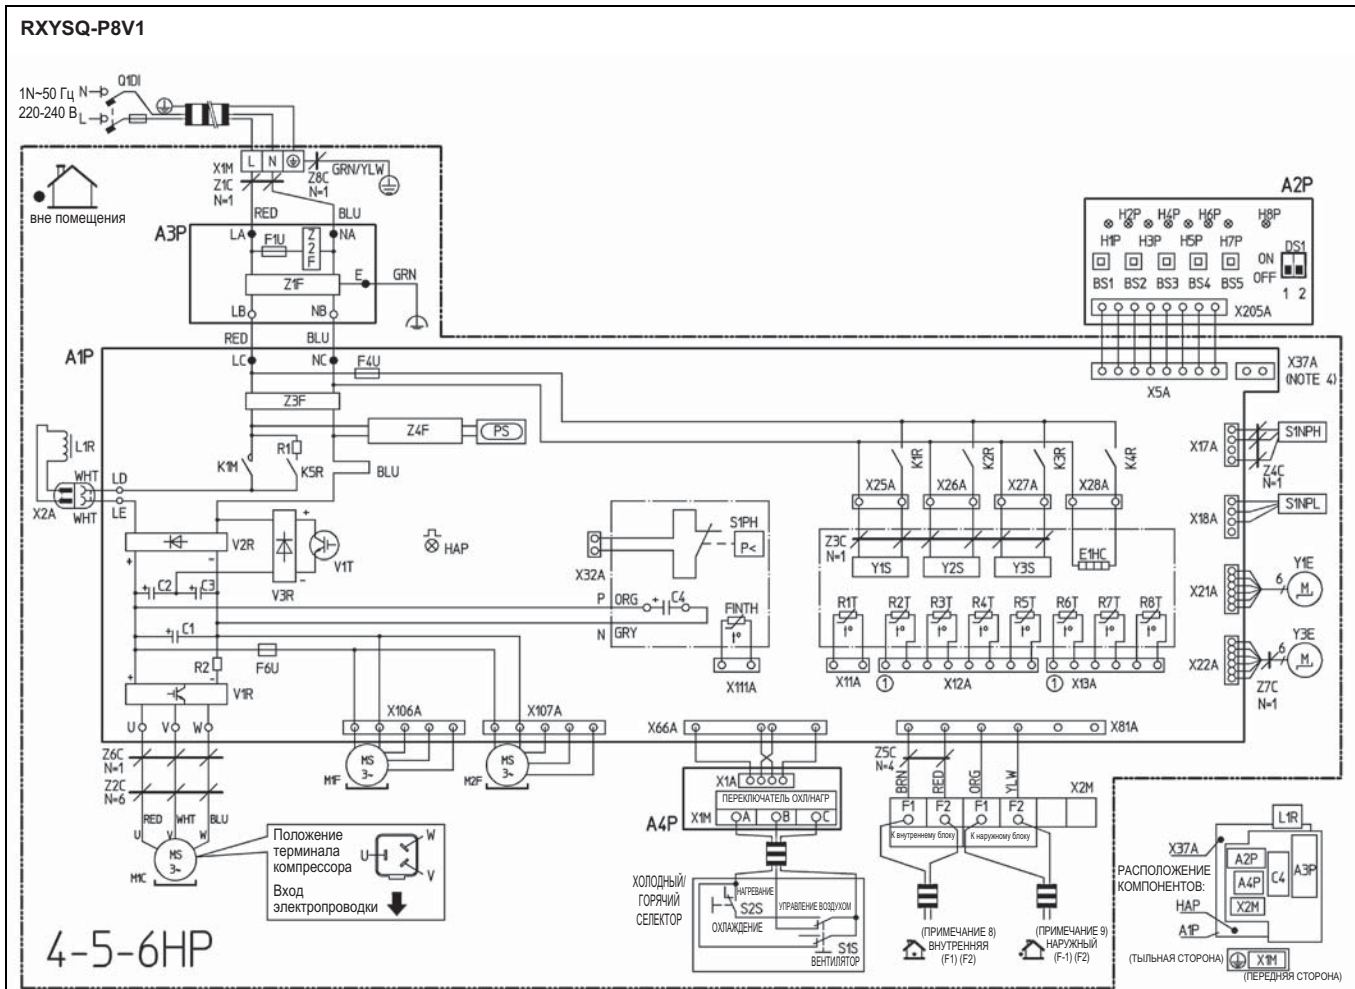 RXYSQ-P8V1
1N~50 Гц
220-240 В
N
L
Q1DI
вне помещения
X1M
L N
Z1C
N=1
Z8C
N=1
GRN/YLW
RED
BLU
A3P
LA
NA
F1U
Z2F
Z1F
E
GRN
LB
NB
RED
BLU
A2P
H2P H4P H6P H8P
H1P H3P H5P H7P
DS1
ON
OFF
BS1 BS2 BS3 BS4 BS5
1 2
X205A
A1P
LC
NC
F4U
X5A
X37A
(NOTE 4)
Z3F
Z4F
PS
L1R
R1
K1M
K5R
BLU
WHT
LD
X2A
WHT
LE
K1R
K2R
K3R
K4R
X25A
X26A
X27A
X28A
X17A
S1NPH
Z4C
N=1
X18A
S1NPL
V2R
+
-
V1T
V3R
+
-
HAP
S1PH
P<
X32A
Z3C
N=1
Y1S
Y2S
Y3S
E1HC
X21A
6
Y1E
M
C2
C3
P
ORG
C4
N
GRY
FINTH
t°
X111A
R1T R2T R3T R4T R5T R6T R7T R8T
t° t° t° t° t° t° t° t°
X11A
1
X12A
1
X13A
X22A
6
Y3E
M
Z7C
N=1
C1
R2
F6U
V1R
U V W
X106A
X107A
X66A
X81A
Z6C
N=1
Z2C
N=6
M1F
MS
3~
M2F
MS
3~
RED WHT BLU
U V W
M1C
MS
3~
Положение
терминала
компрессора
Вход
электропроводки
U
W
V
X1A
A4P
ПЕРЕКЛЮЧАТЕЛЬ ОХЛ/НАГР
X1M
A B C
Z5C
N=4
BRN
RED
ORG
YLW
X2M
F1 F2 F1 F2
К внутреннему блоку
К наружному блоку
ХОЛОДНЫЙ/
ГОРЯЧИЙ
СЕЛЕКТОР
НАГРЕВАНИЕ
S2S
ОХЛАЖДЕНИЕ
УПРАВЛЕНИЕ ВОЗДУХОМ
S1S
ВЕНТИЛЯТОР
(ПРИМЕЧАНИЕ 8)
ВНУТРЕННЯЯ
(F1) (F2)
(ПРИМЕЧАНИЕ 9)
НАРУЖНЫЙ
(F-1) (F2)
РАСПОЛОЖЕНИЕ
КОМПОНЕНТОВ:
X37A
L1R
A2P
A4P
C4
A3P
X2M
HAP
A1P
X1M
(ТЫЛЬНАЯ СТОРОНА)
(ПЕРЕДНЯЯ СТОРОНА)
4-5-6HP